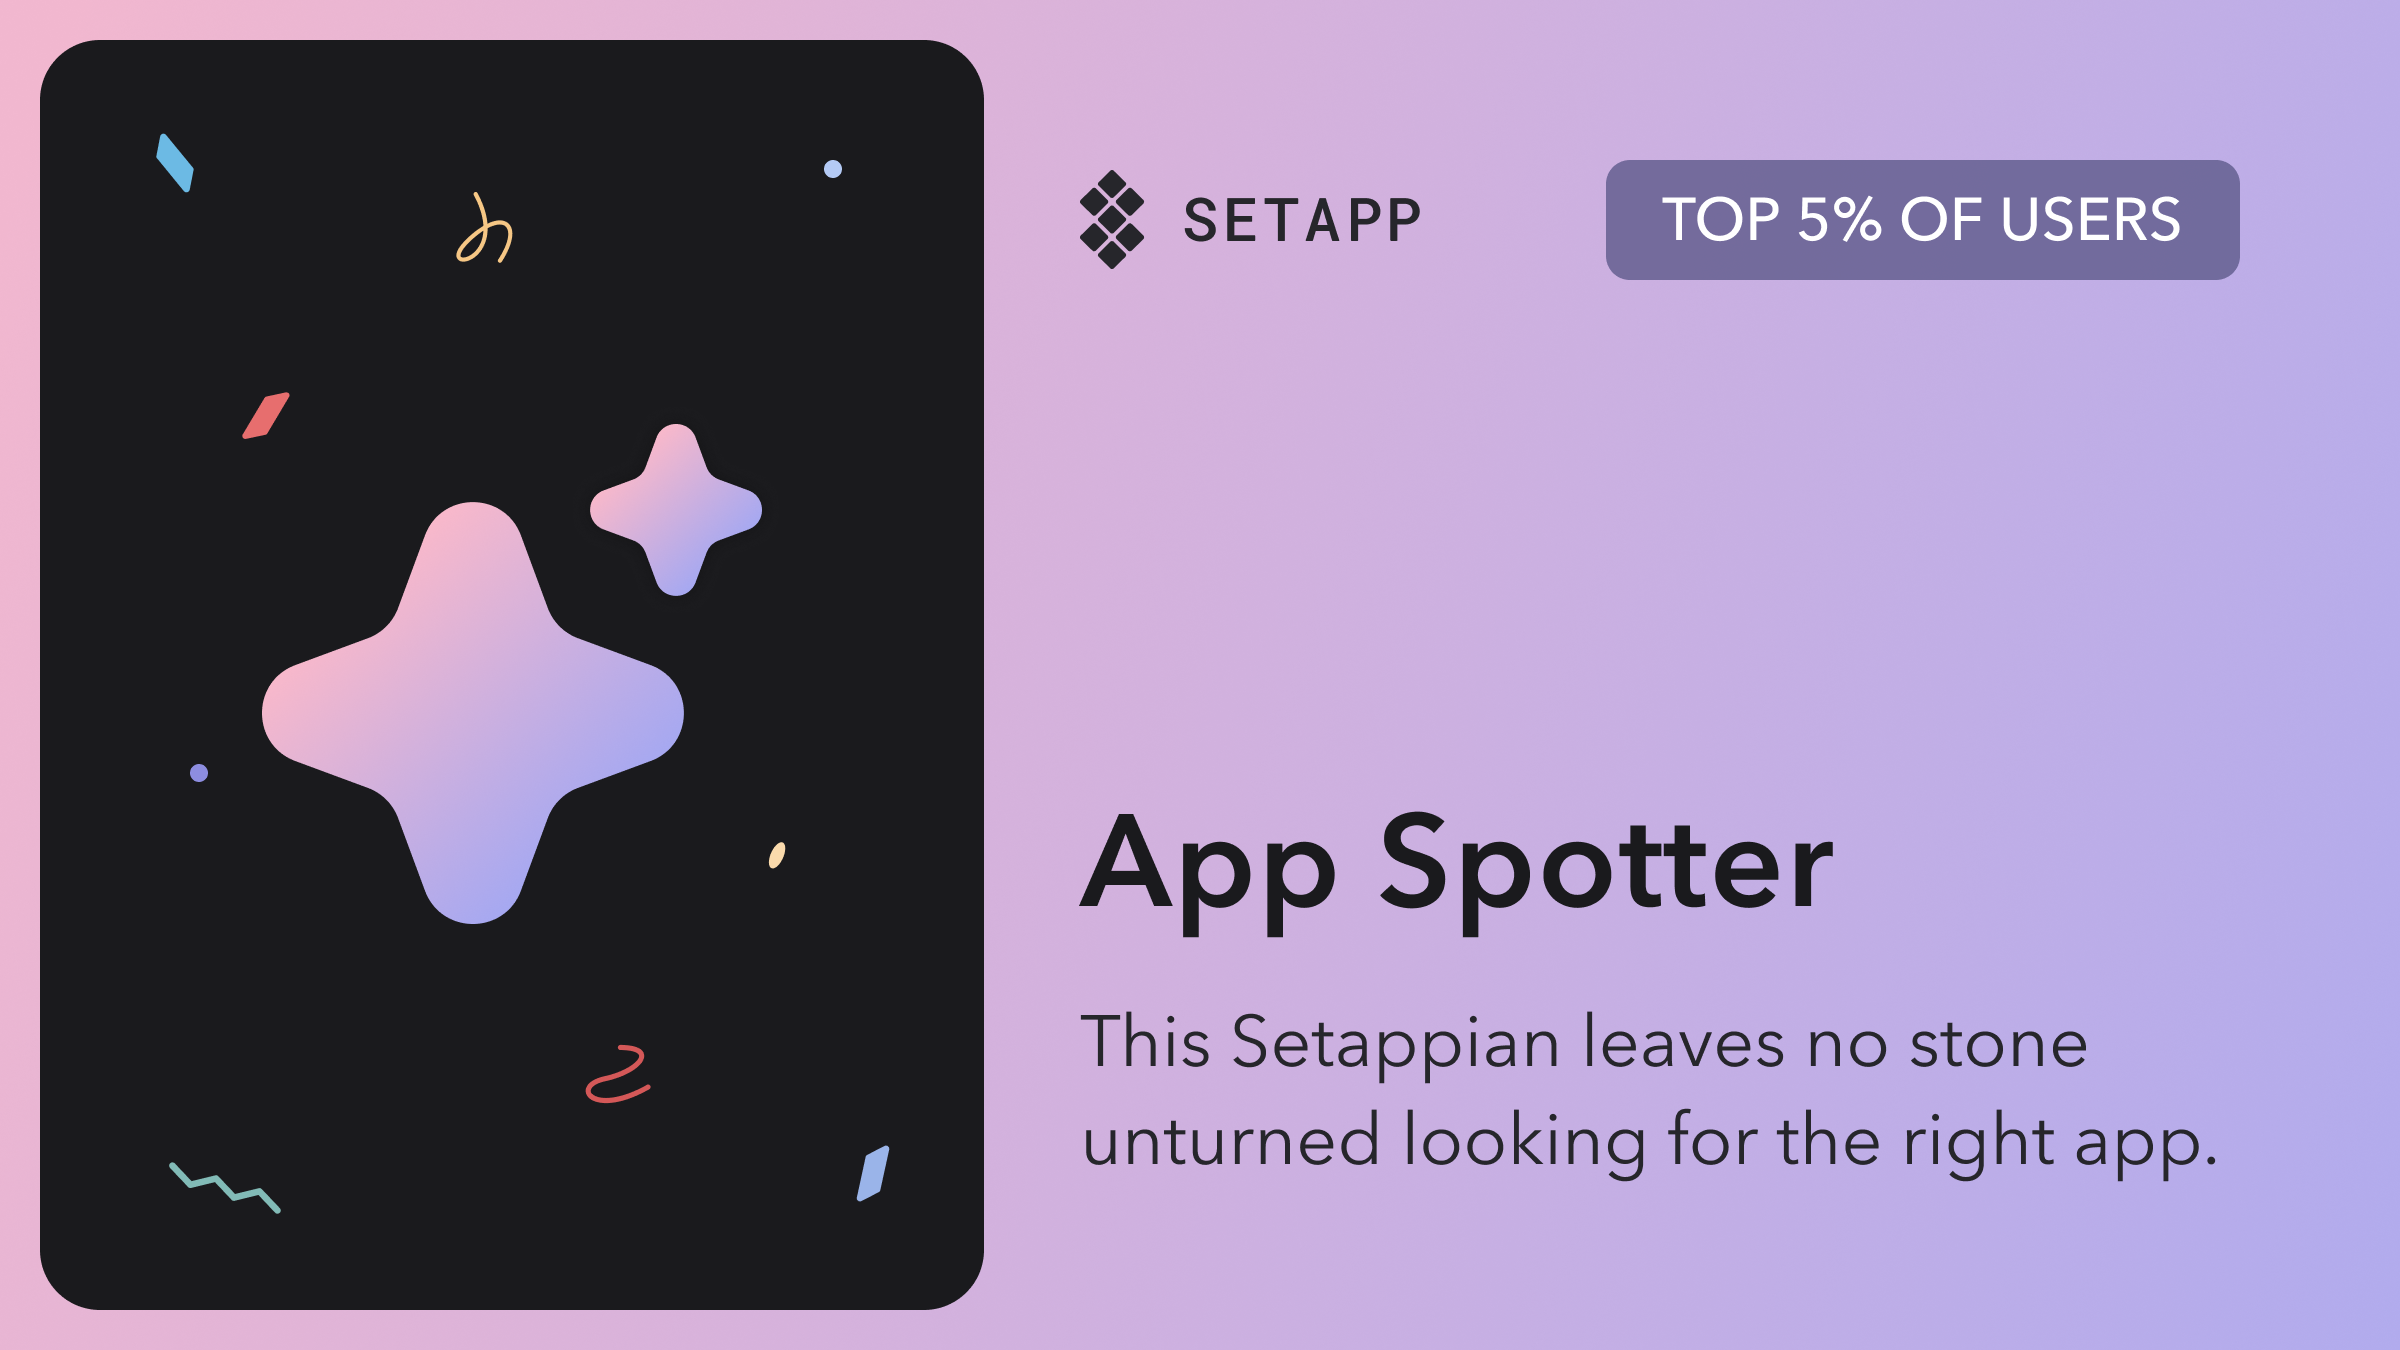 SETAPP
TOP 5% OF USERS
App Spotter
This Setappian leaves no stone
unturned looking for the right app.